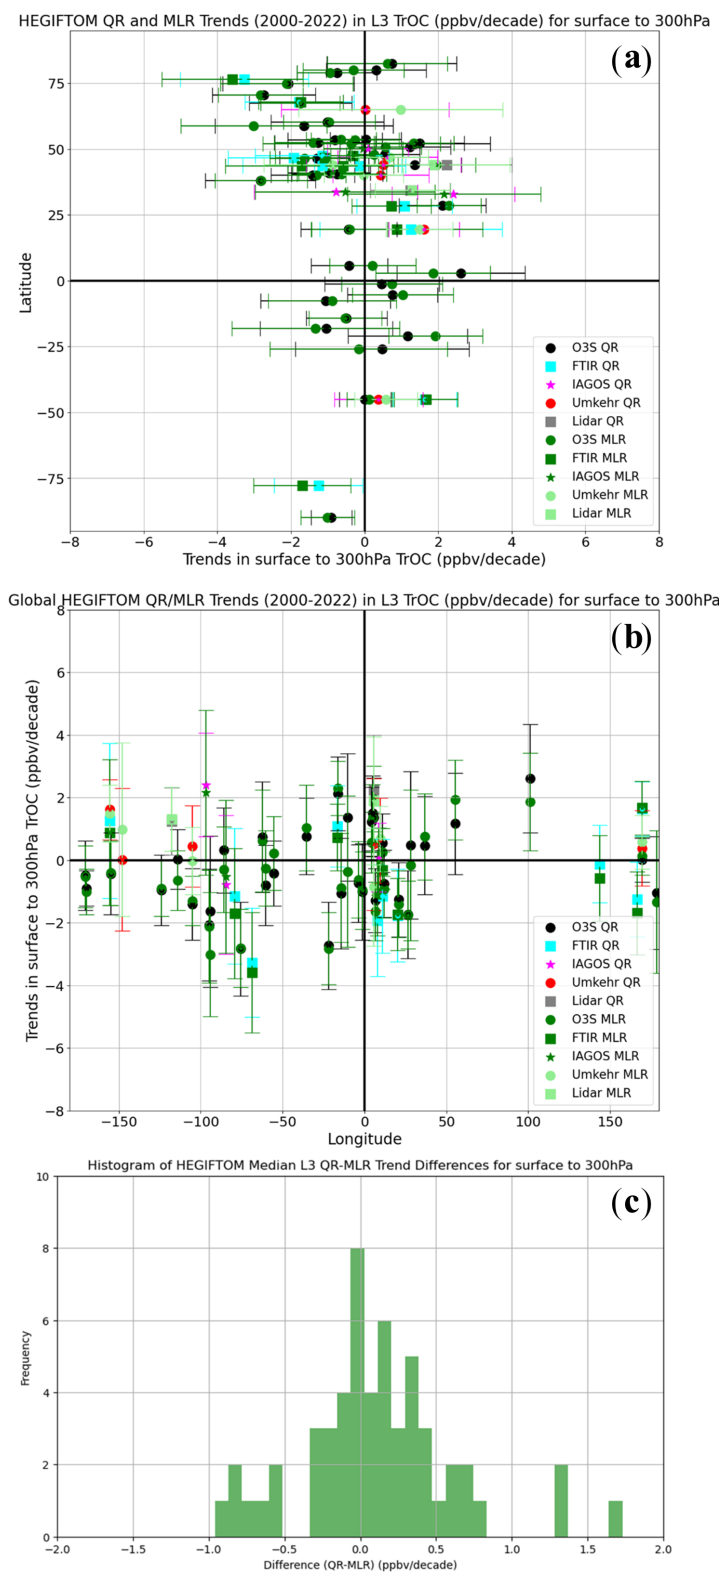 HEGIFTOM QR and MLR Trends (2000-2022) in L3 TrOC (ppbv/decade) for surface to 300hPa
(a)
75
50
25
0
−25
−50
−75
Latitude
O3S QR
FTIR QR
IAGOS QR
Umkehr QR
Lidar QR
O3S MLR
FTIR MLR
IAGOS MLR
Umkehr MLR
Lidar MLR
−8 −6 −4 −2 0 2 4 6 8
Trends in surface to 300hPa TrOC (ppbv/decade)
Global HEGIFTOM QR/MLR Trends (2000-2022) in L3 TrOC (ppbv/decade) for surface to 300hPa
(b)
8
6
4
2
0
−2
−4
−6
−8
Trends in surface to 300hPa TrOC (ppbv/decade)
O3S QR
FTIR QR
IAGOS QR
Umkehr QR
Lidar QR
O3S MLR
FTIR MLR
IAGOS MLR
Umkehr MLR
Lidar MLR
−150 −100 −50 0 50 100 150
Longitude
Histogram of HEGIFTOM Median L3 QR-MLR Trend Differences for surface to 300hPa
(c)
10
8
6
4
2
0
Frequency
−2.0 −1.5 −1.0 −0.5 0.0 0.5 1.0 1.5 2.0
Difference (QR-MLR) (ppbv/decade)